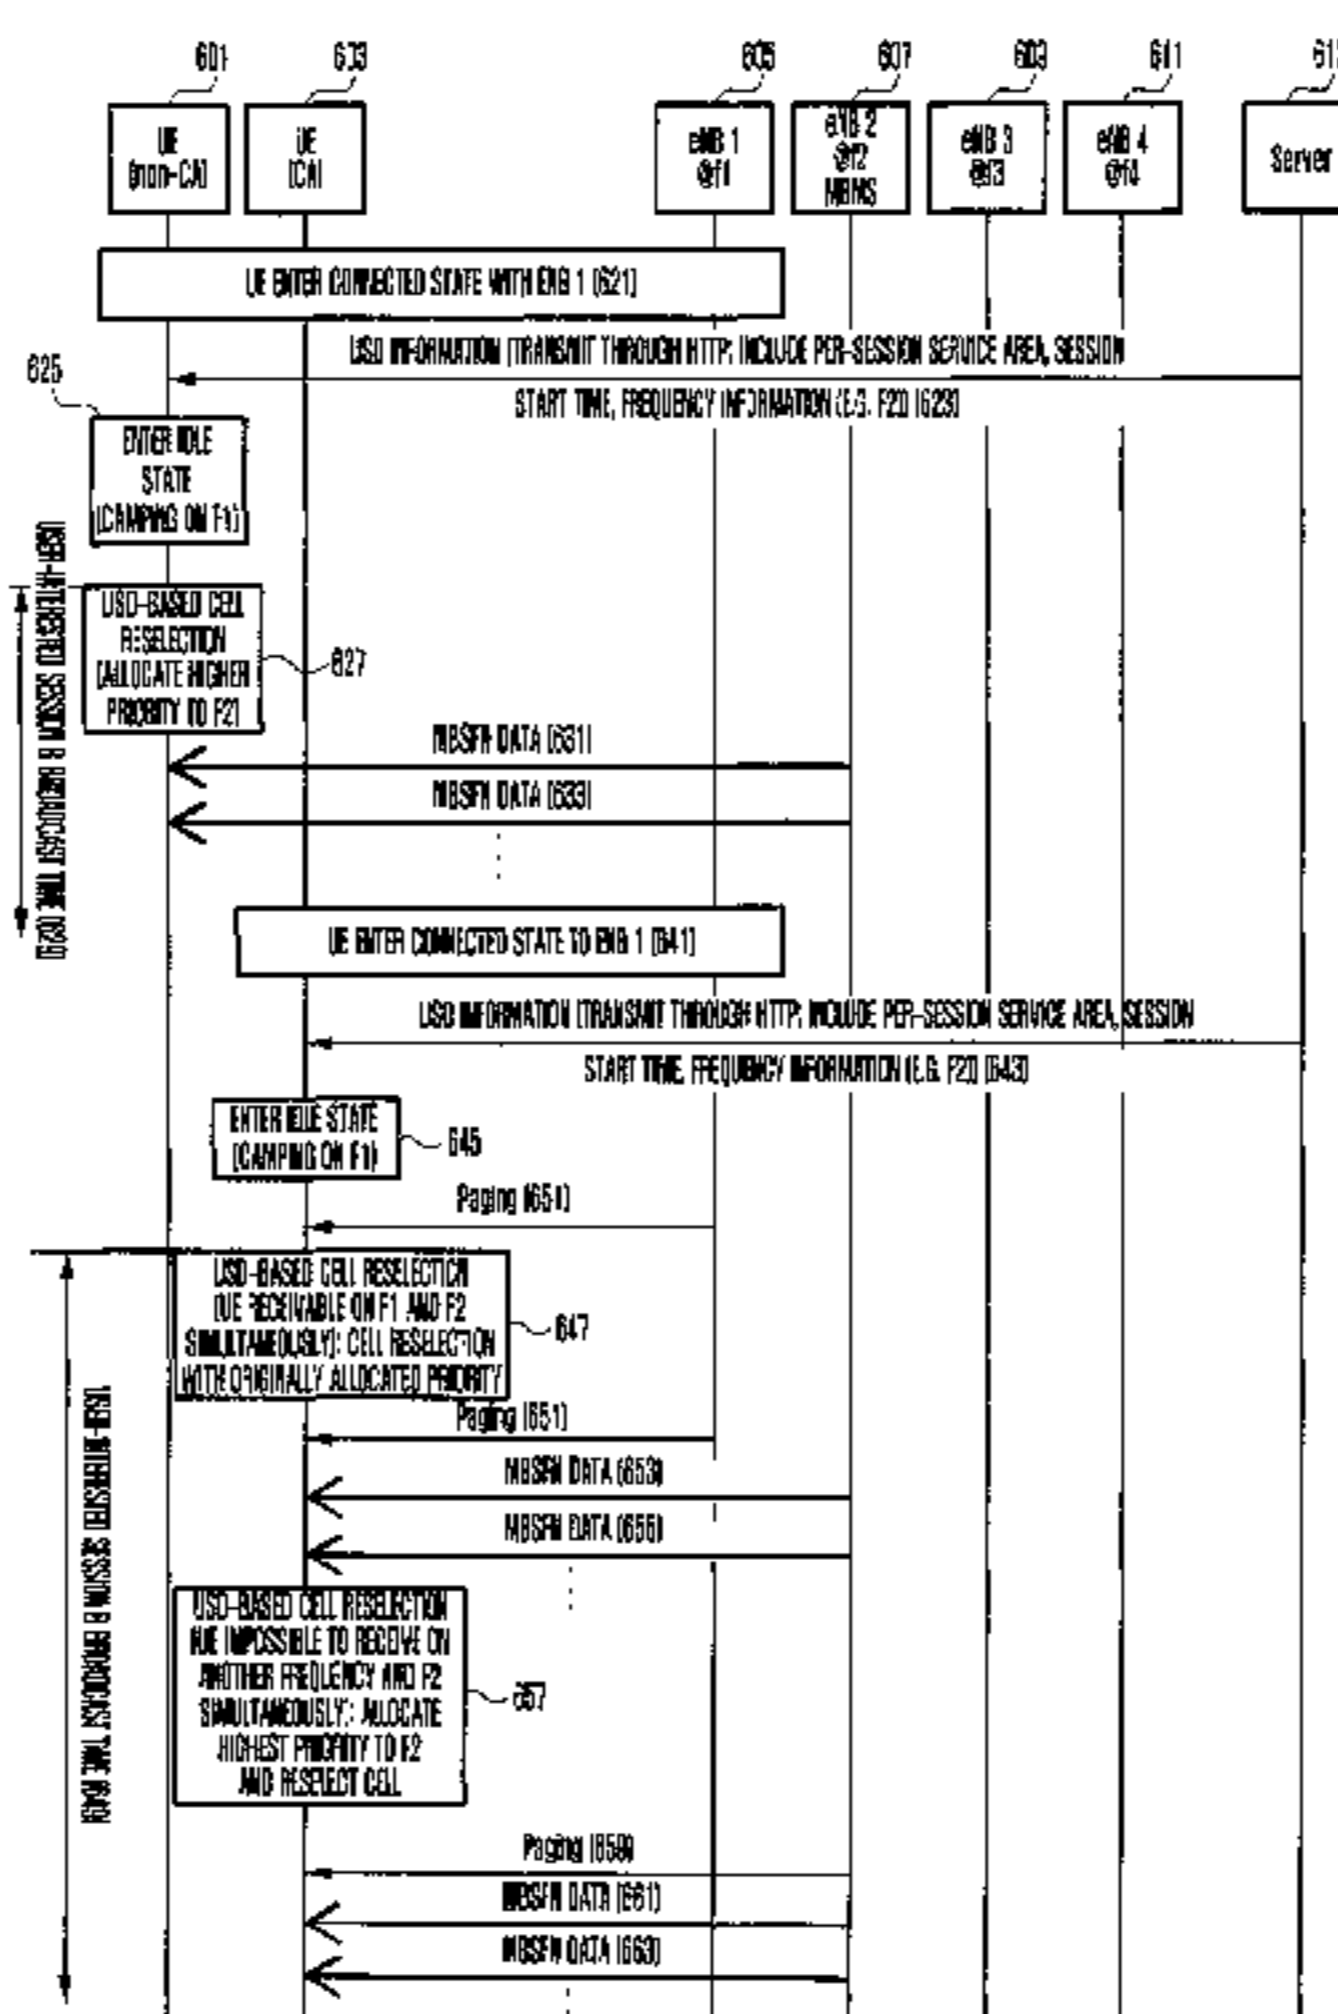 601 603 605 607 609 611
UE
(non-CA)
UE
(CA)
eNB 1
@f1
eNB 2
@f2
MBMS
eNB 3
@f3
eNB 4
@f4
Server
UE ENTER CONNECTED STATE WITH ENB 1 (621)
USD INFORMATION (TRANSMIT THROUGH HTTP; INCLUDE PER-SESSION SERVICE AREA, SESSION
START TIME, FREQUENCY INFORMATION (E.G. F2)) (623)
625
ENTER IDLE
STATE
(CAMPING ON F1)
USER-INTERESTED SESSION B BROADCAST TIME (629)
USD-BASED CELL
RESELECTION
(ALLOCATE HIGHER
PRIORITY TO F2)
627
MBSFN DATA (631)
MBSFN DATA (633)
UE ENTER CONNECTED STATE TO ENB 1 (641)
USD INFORMATION (TRANSMIT THROUGH HTTP; INCLUDE PER-SESSION SERVICE AREA, SESSION
START TIME, FREQUENCY INFORMATION (E.G. F2)) (643)
ENTER IDLE STATE
(CAMPING ON F1)
645
Paging (651)
USD-BASED CELL RESELECTION
(UE RECEIVABLE ON F1 AND F2
SIMULTANEOUSLY): CELL RESELECTION
WITH ORIGINALLY ALLOCATED PRIORITY
647
Paging (651)
MBSFN DATA (653)
MBSFN DATA (655)
USER-INTERESTED SESSION B BROADCAST TIME (649)
USD-BASED CELL RESELECTION
(UE IMPOSSIBLE TO RECEIVE ON
ANOTHER FREQUENCY AND F2
SIMULTANEOUSLY): ALLOCATE
HIGHEST PRIORITY TO F2
AND RESELECT CELL
657
Paging (659)
MBSFN DATA (661)
MBSFN DATA (663)